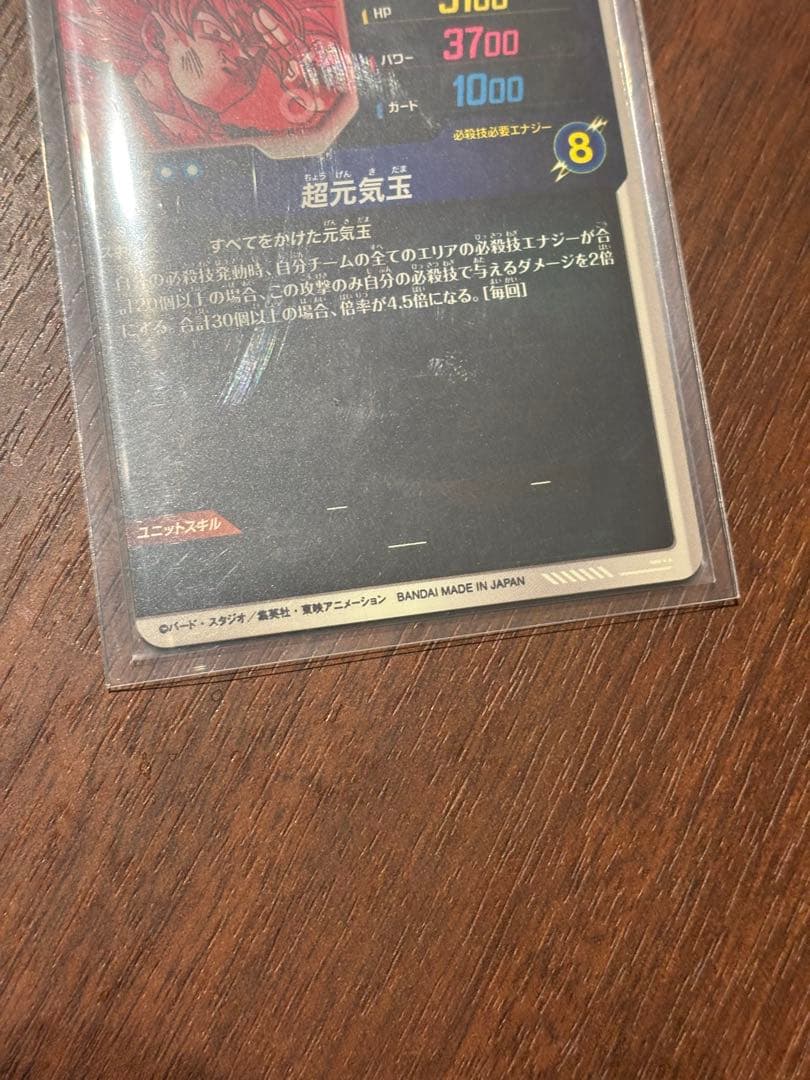 HP
パワー 3700
カード 1000
必殺技必要エナジー 8
超元気玉
すべてをかけた元気玉
の必殺技発動時、自分チームの全てのエリアの必殺技エナジーが合
計20個以上の場合、この攻撃のみ自分の必殺技で与えるダメージを2倍
にする 合計30個以上の場合、倍率が4.5倍になる。[毎回]
ユニットスキル
©バード・スタジオ/集英社・東映アニメーション BANDAI MADE IN JAPAN